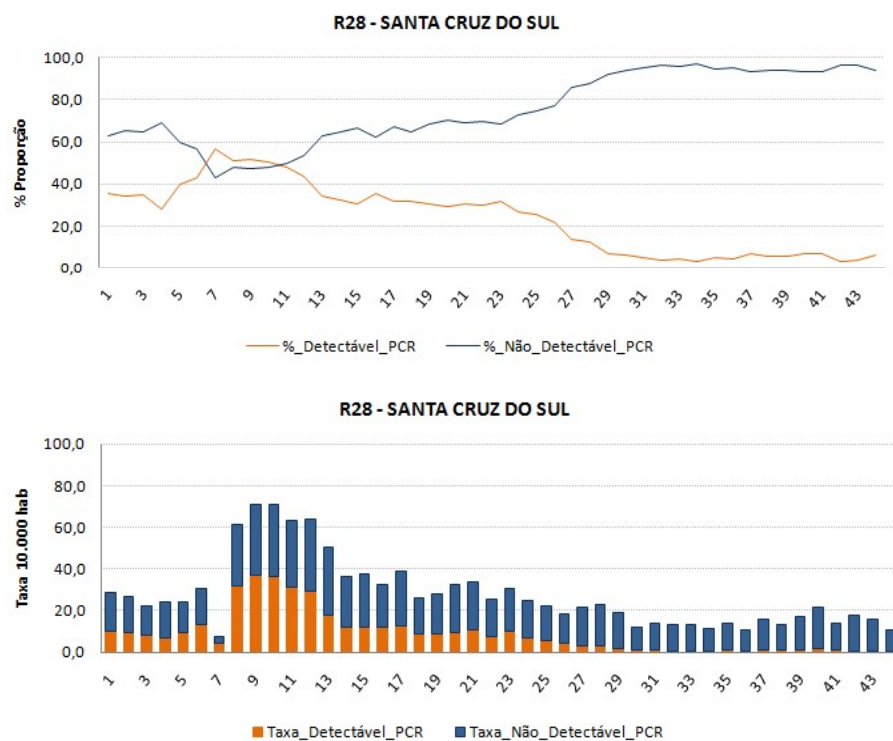 R28 - SANTA CRUZ DO SUL
% Proporção
100,0
80,0
60,0
40,0
20,0
0,0
1 3 5 7 9 11 13 15 17 19 21 23 25 27 29 31 33 35 37 39 41 43
%_Detectável_PCR %_Não_Detectável_PCR
R28 - SANTA CRUZ DO SUL
Taxa 10.000 hab
100,0
80,0
60,0
40,0
20,0
0,0
1 3 5 7 9 11 13 15 17 19 21 23 25 27 29 31 33 35 37 39 41 43
Taxa_Detectável_PCR Taxa_Não_Detectável_PCR